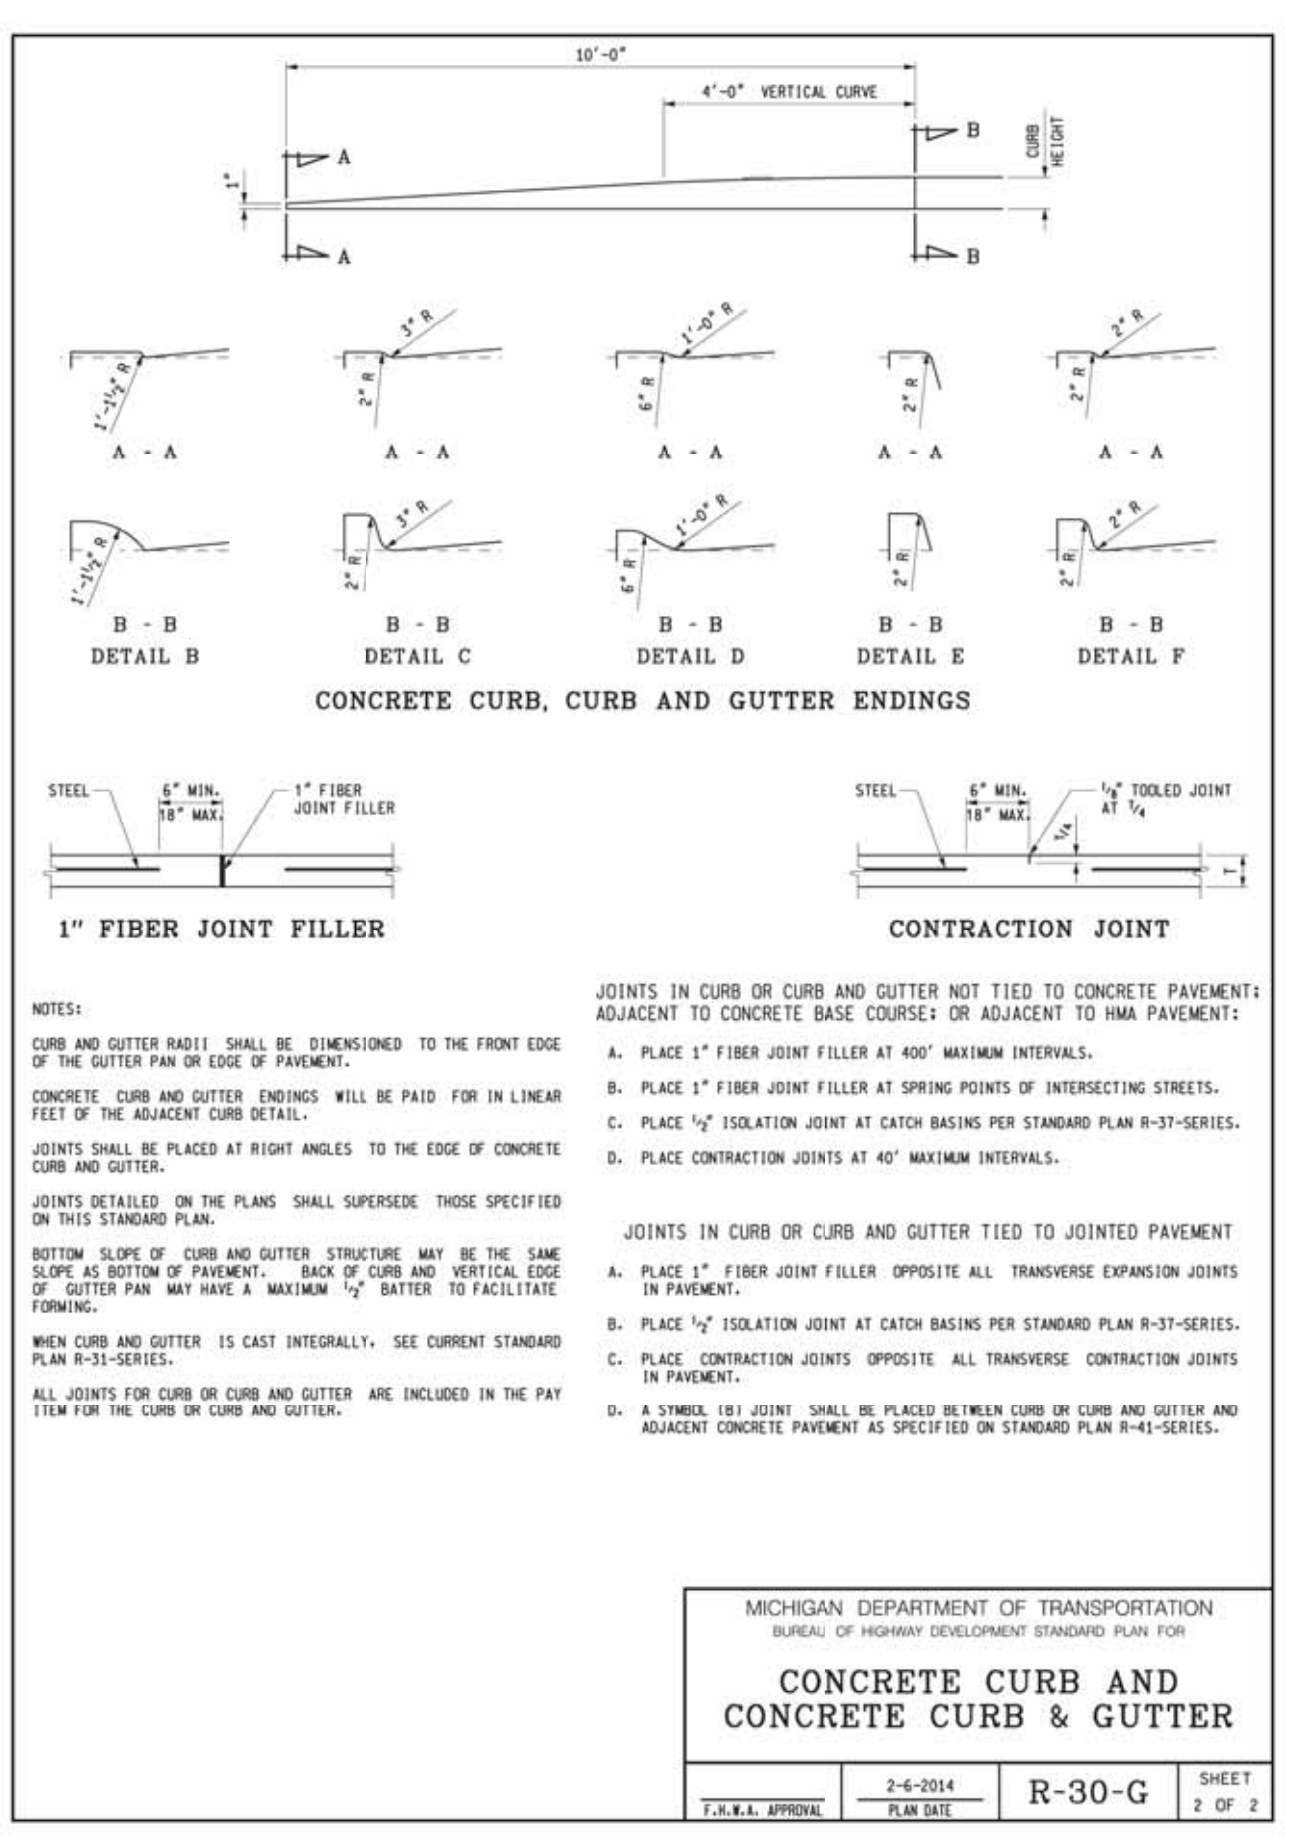 10'-0"
4'-0" VERTICAL CURVE
A
B
CURB
HEIGHT
1"
A
B
3" R
1'-0" R
2" R
1'-1 1/2" R
2" R
6" R
2" R
2" R
A - A
A - A
A - A
A - A
A - A
3" R
1'-0" R
2" R
1'-1 1/2" R
2" R
6" R
2" R
2" R
B - B
B - B
B - B
B - B
B - B
DETAIL B
DETAIL C
DETAIL D
DETAIL E
DETAIL F
CONCRETE CURB, CURB AND GUTTER ENDINGS
STEEL
6" MIN.
18" MAX.
1" FIBER
JOINT FILLER
1" FIBER JOINT FILLER
STEEL
6" MIN.
18" MAX.
1/8" TOOLED JOINT
AT T/4
T/4
T
CONTRACTION JOINT
NOTES:
CURB AND GUTTER RADII SHALL BE DIMENSIONED TO THE FRONT EDGE
OF THE GUTTER PAN OR EDGE OF PAVEMENT.
CONCRETE CURB AND GUTTER ENDINGS WILL BE PAID FOR IN LINEAR
FEET OF THE ADJACENT CURB DETAIL.
JOINTS SHALL BE PLACED AT RIGHT ANGLES TO THE EDGE OF CONCRETE
CURB AND GUTTER.
JOINTS DETAILED ON THE PLANS SHALL SUPERSEDE THOSE SPECIFIED
ON THIS STANDARD PLAN.
BOTTOM SLOPE OF CURB AND GUTTER STRUCTURE MAY BE THE SAME
SLOPE AS BOTTOM OF PAVEMENT. BACK OF CURB AND VERTICAL EDGE
OF GUTTER PAN MAY HAVE A MAXIMUM 1/2" BATTER TO FACILITATE
FORMING.
WHEN CURB AND GUTTER IS CAST INTEGRALLY, SEE CURRENT STANDARD
PLAN R-31-SERIES.
ALL JOINTS FOR CURB OR CURB AND GUTTER ARE INCLUDED IN THE PAY
ITEM FOR THE CURB OR CURB AND GUTTER.
JOINTS IN CURB OR CURB AND GUTTER NOT TIED TO CONCRETE PAVEMENT;
ADJACENT TO CONCRETE BASE COURSE; OR ADJACENT TO HMA PAVEMENT:
A. PLACE 1" FIBER JOINT FILLER AT 400' MAXIMUM INTERVALS.
B. PLACE 1" FIBER JOINT FILLER AT SPRING POINTS OF INTERSECTING STREETS.
C. PLACE 1/2" ISOLATION JOINT AT CATCH BASINS PER STANDARD PLAN R-37-SERIES.
D. PLACE CONTRACTION JOINTS AT 40' MAXIMUM INTERVALS.
JOINTS IN CURB OR CURB AND GUTTER TIED TO JOINTED PAVEMENT
A. PLACE 1" FIBER JOINT FILLER OPPOSITE ALL TRANSVERSE EXPANSION JOINTS
IN PAVEMENT.
B. PLACE 1/2" ISOLATION JOINT AT CATCH BASINS PER STANDARD PLAN R-37-SERIES.
C. PLACE CONTRACTION JOINTS OPPOSITE ALL TRANSVERSE CONTRACTION JOINTS
IN PAVEMENT.
D. A SYMBOL (B) JOINT SHALL BE PLACED BETWEEN CURB OR CURB AND GUTTER AND
ADJACENT CONCRETE PAVEMENT AS SPECIFIED ON STANDARD PLAN R-41-SERIES.
MICHIGAN DEPARTMENT OF TRANSPORTATION
BUREAU OF HIGHWAY DEVELOPMENT STANDARD PLAN FOR
CONCRETE CURB AND
CONCRETE CURB & GUTTER
F.H.W.A. APPROVAL
2-6-2014
PLAN DATE
R-30-G
SHEET
2 OF 2